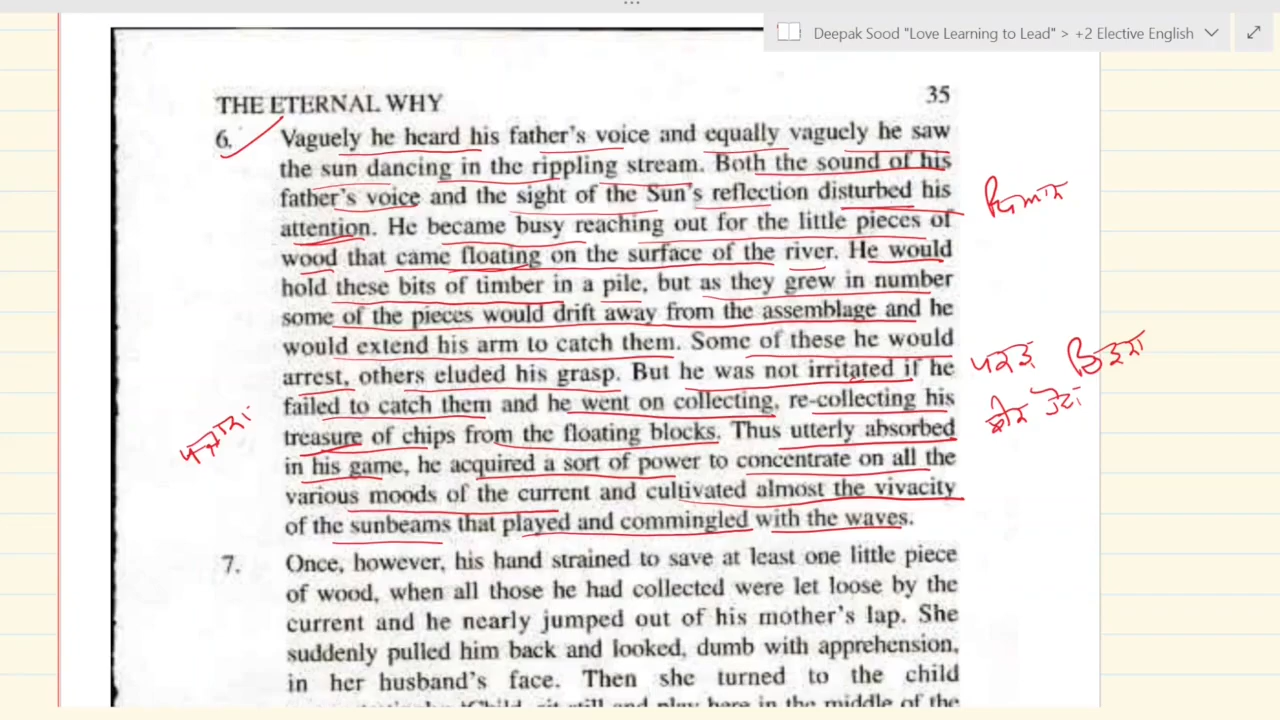 Deepak Sood "Love Learning to Lead" > +2 Elective English
THE ETERNAL WHY 35
6. Vaguely he heard his father's voice and equally vaguely he saw
the sun dancing in the rippling stream. Both the sound of his
father's voice and the sight of the Sun's reflection disturbed his
attention. He became busy reaching out for the little pieces of
wood that came floating on the surface of the river. He would
hold these bits of timber in a pile, but as they grew in number
some of the pieces would drift away from the assemblage and he
would extend his arm to catch them. Some of these he would
arrest, others eluded his grasp. But he was not irritated if he
failed to catch them and he went on collecting, re-collecting his
treasure of chips from the floating blocks. Thus utterly absorbed
in his game, he acquired a sort of power to concentrate on all the
various moods of the current and cultivated almost the vivacity
of the sunbeams that played and commingled with the waves.
7. Once, however, his hand strained to save at least one little piece
of wood, when all those he had collected were let loose by the
current and he nearly jumped out of his mother's lap. She
suddenly pulled him back and looked, dumb with apprehension,
in her husband's face. Then she turned to the child
'Child, sit still and play here in the middle of the